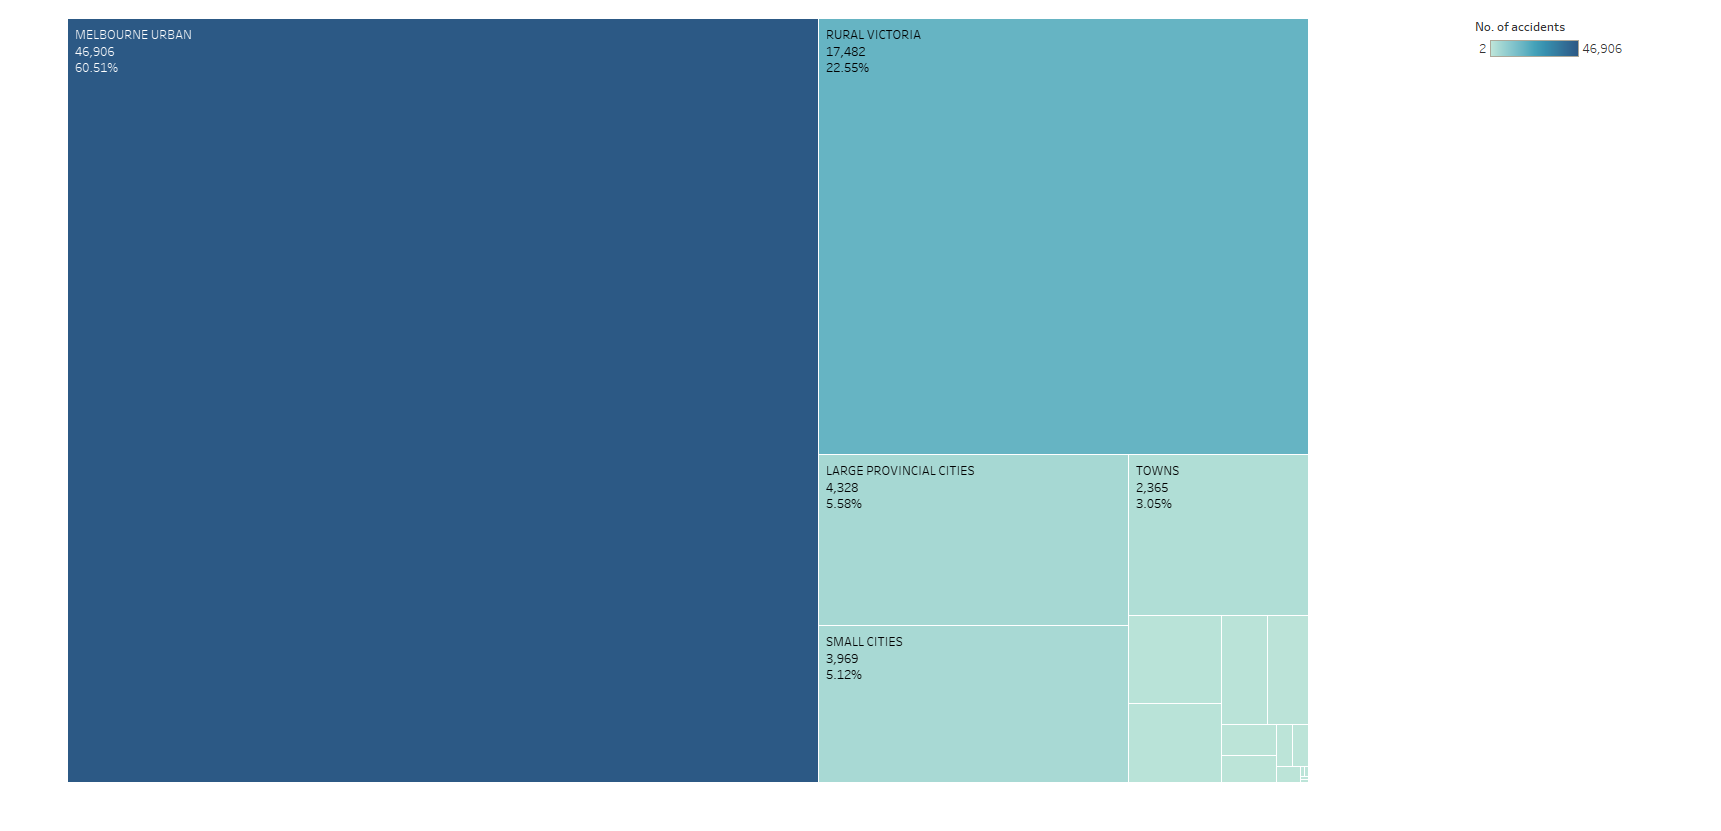 MELBOURNE URBAN
46,906
60.51%
RURAL VICTORIA
17,482
22.55%
LARGE PROVINCIAL CITIES
4,328
5.58%
TOWNS
2,365
3.05%
SMALL CITIES
3,969
5.12%
No. of accidents
2 46,906